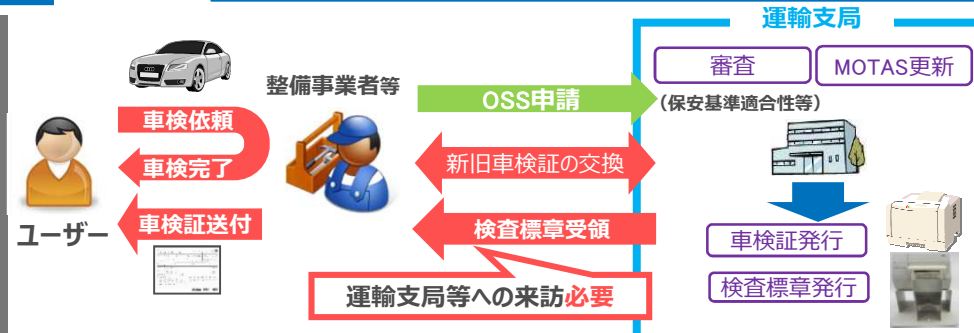 運輸支局
審査
MOTAS更新
(保安基準適合性等)
整備事業者等
OSS申請
車検依頼
車検完了
新旧車検証の交換
ユーザー
車検証送付
検査標章受領
車検証発行
検査標章発行
運輸支局等への来訪必要